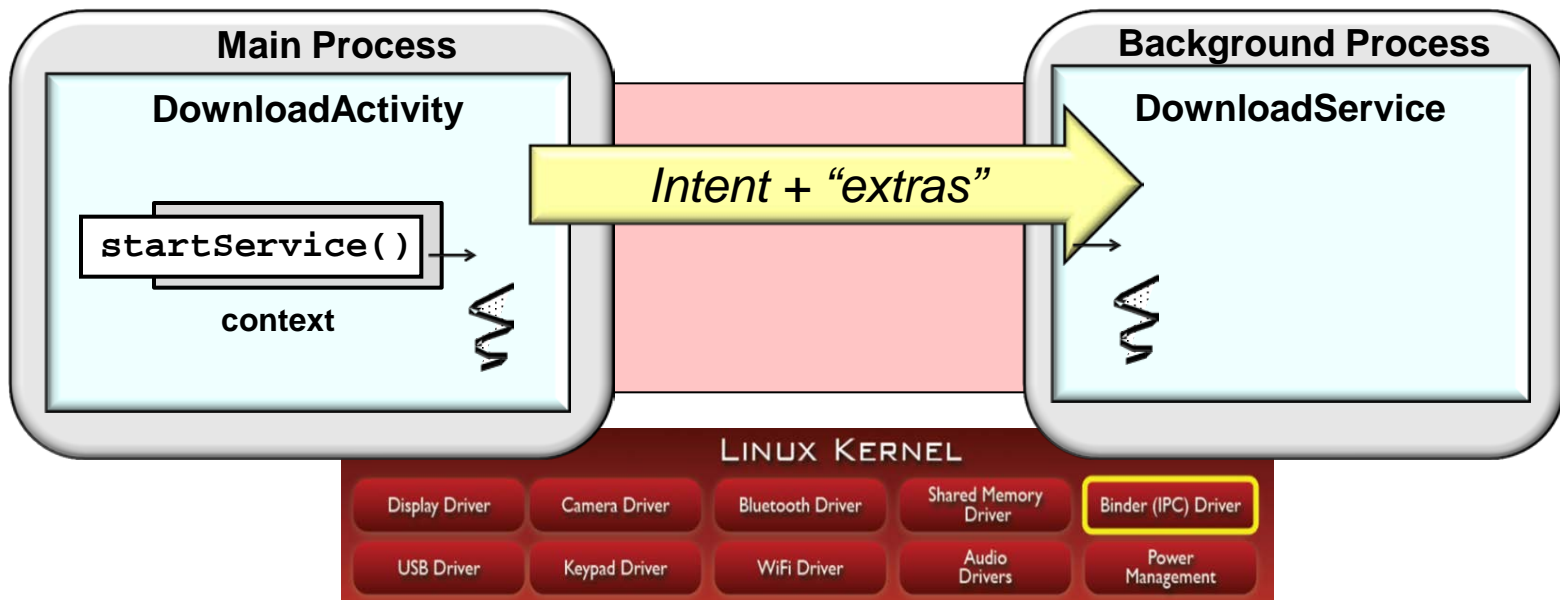 Main Process
DownloadActivity
startService()
context
Intent + “extras”
Background Process
DownloadService
LINUX KERNEL
Display Driver
Camera Driver
Bluetooth Driver
Shared Memory
Driver
Binder (IPC) Driver
USB Driver
Keypad Driver
WiFi Driver
Audio
Drivers
Power
Management